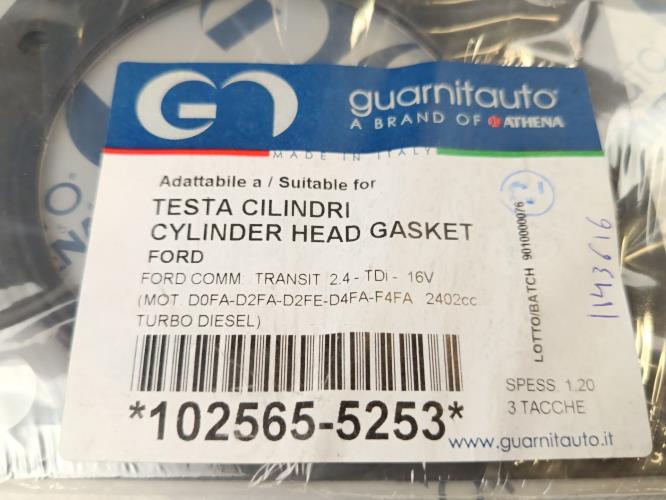 guarnitauto®
A BRAND OF ATHENA
MADE IN ITALY
Adattabile a / Suitable for
TESTA CILINDRI
CYLINDER HEAD GASKET
FORD
FORD COMM. TRANSIT 2.4 - TDi - 16V
(MOT. D0FA-D2FA-D2FE-D4FA-F4FA 2402cc
TURBO DIESEL)
*102565-5253*
LOTTO/BATCH 9010000076
1143616
SPESS. 1,20
3 TACCHE
www.guarnitauto.it